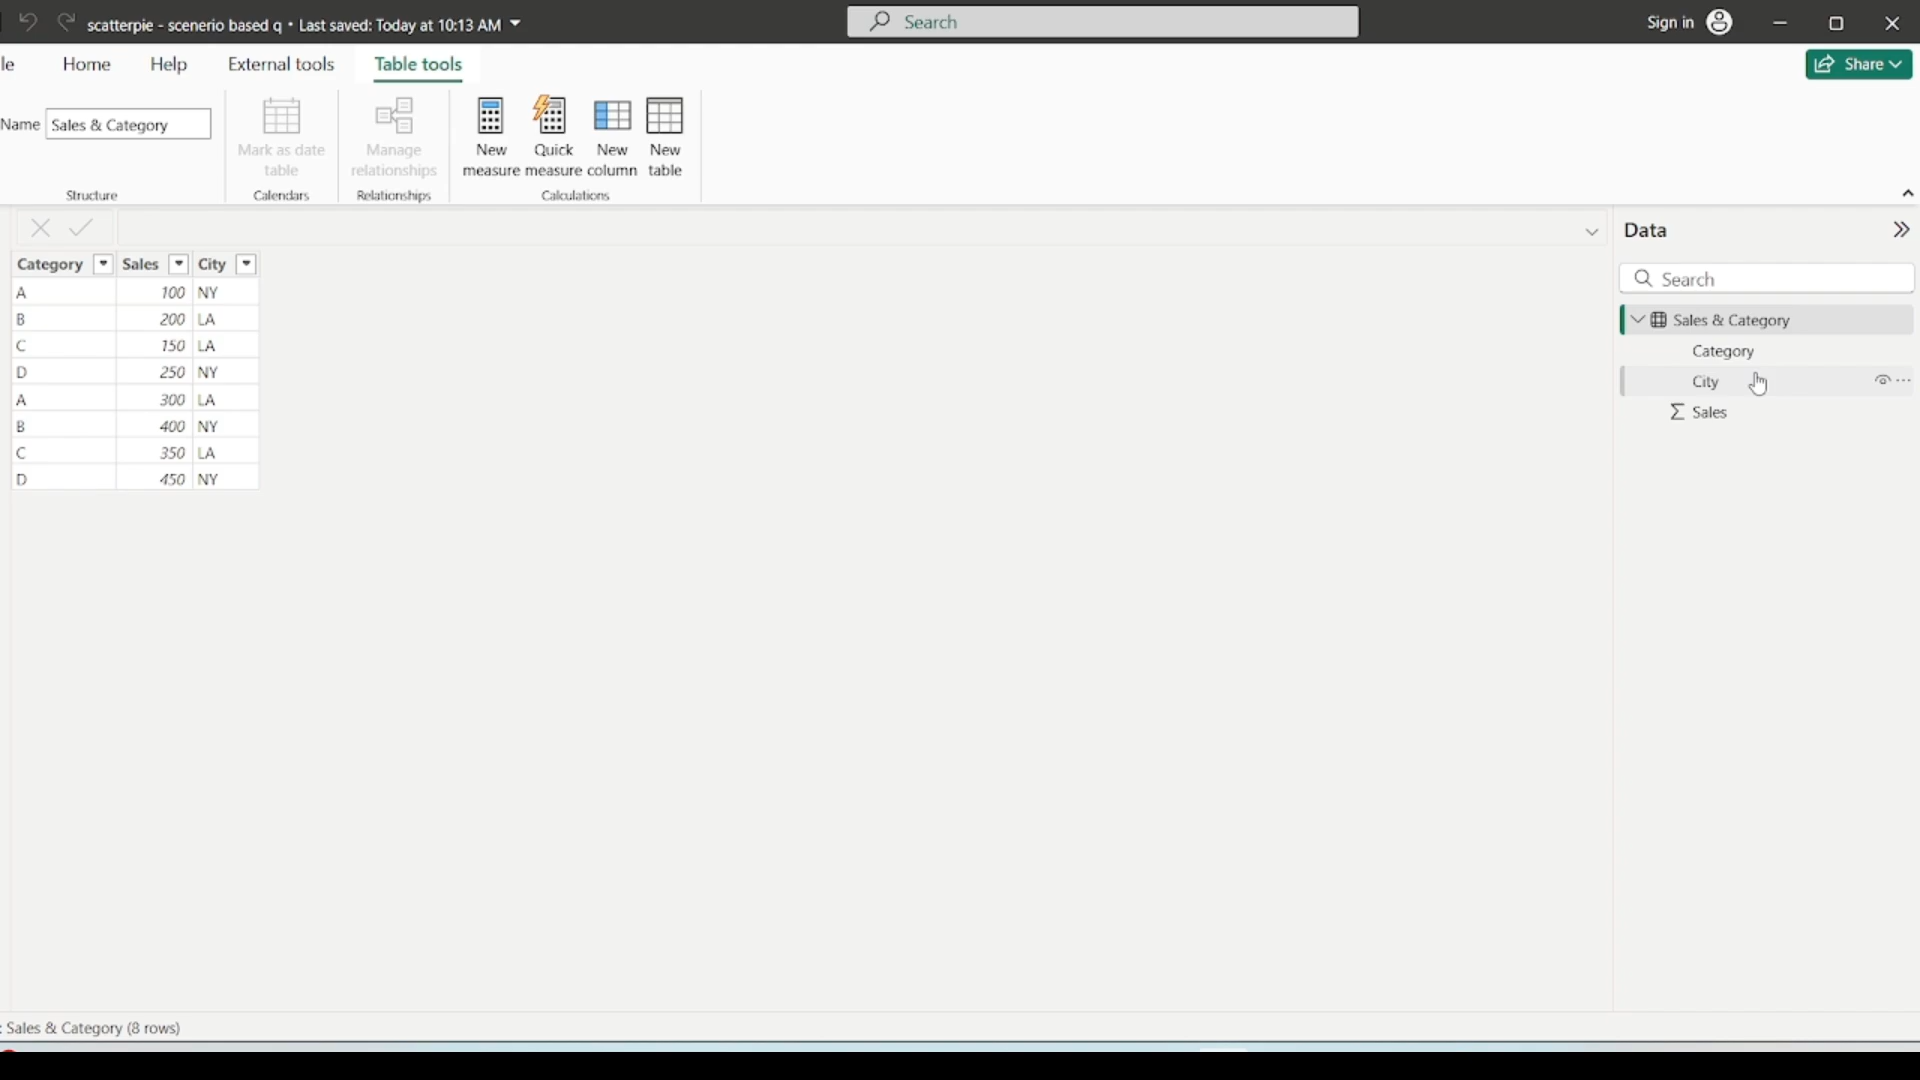 scatterpie - scenerio based q • Last saved: Today at 10:13 AM
Search
Sign in
le Home Help External tools Table tools
Share
Name Sales & Category
Mark as date table
Manage relationships
New measure
Quick measure
New column
New table
Structure
Calendars
Relationships
Calculations
Category Sales City
A 100 NY
B 200 LA
C 150 LA
D 250 NY
A 300 LA
B 400 NY
C 350 LA
D 450 NY
Data
Search
Sales & Category
Category
City
Σ Sales
: Sales & Category (8 rows)